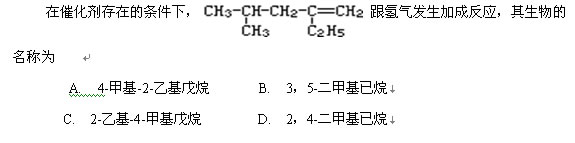 在催化剂存在的条件下，CH₃-CH-CH₂-C=CH₂ 跟氢气发生加成反应，其生物的
CH₃ C₂H₅
名称为
A. 4-甲基-2-乙基戊烷 B. 3，5-二甲基已烷
C. 2-乙基-4-甲基戊烷 D. 2，4-二甲基已烷